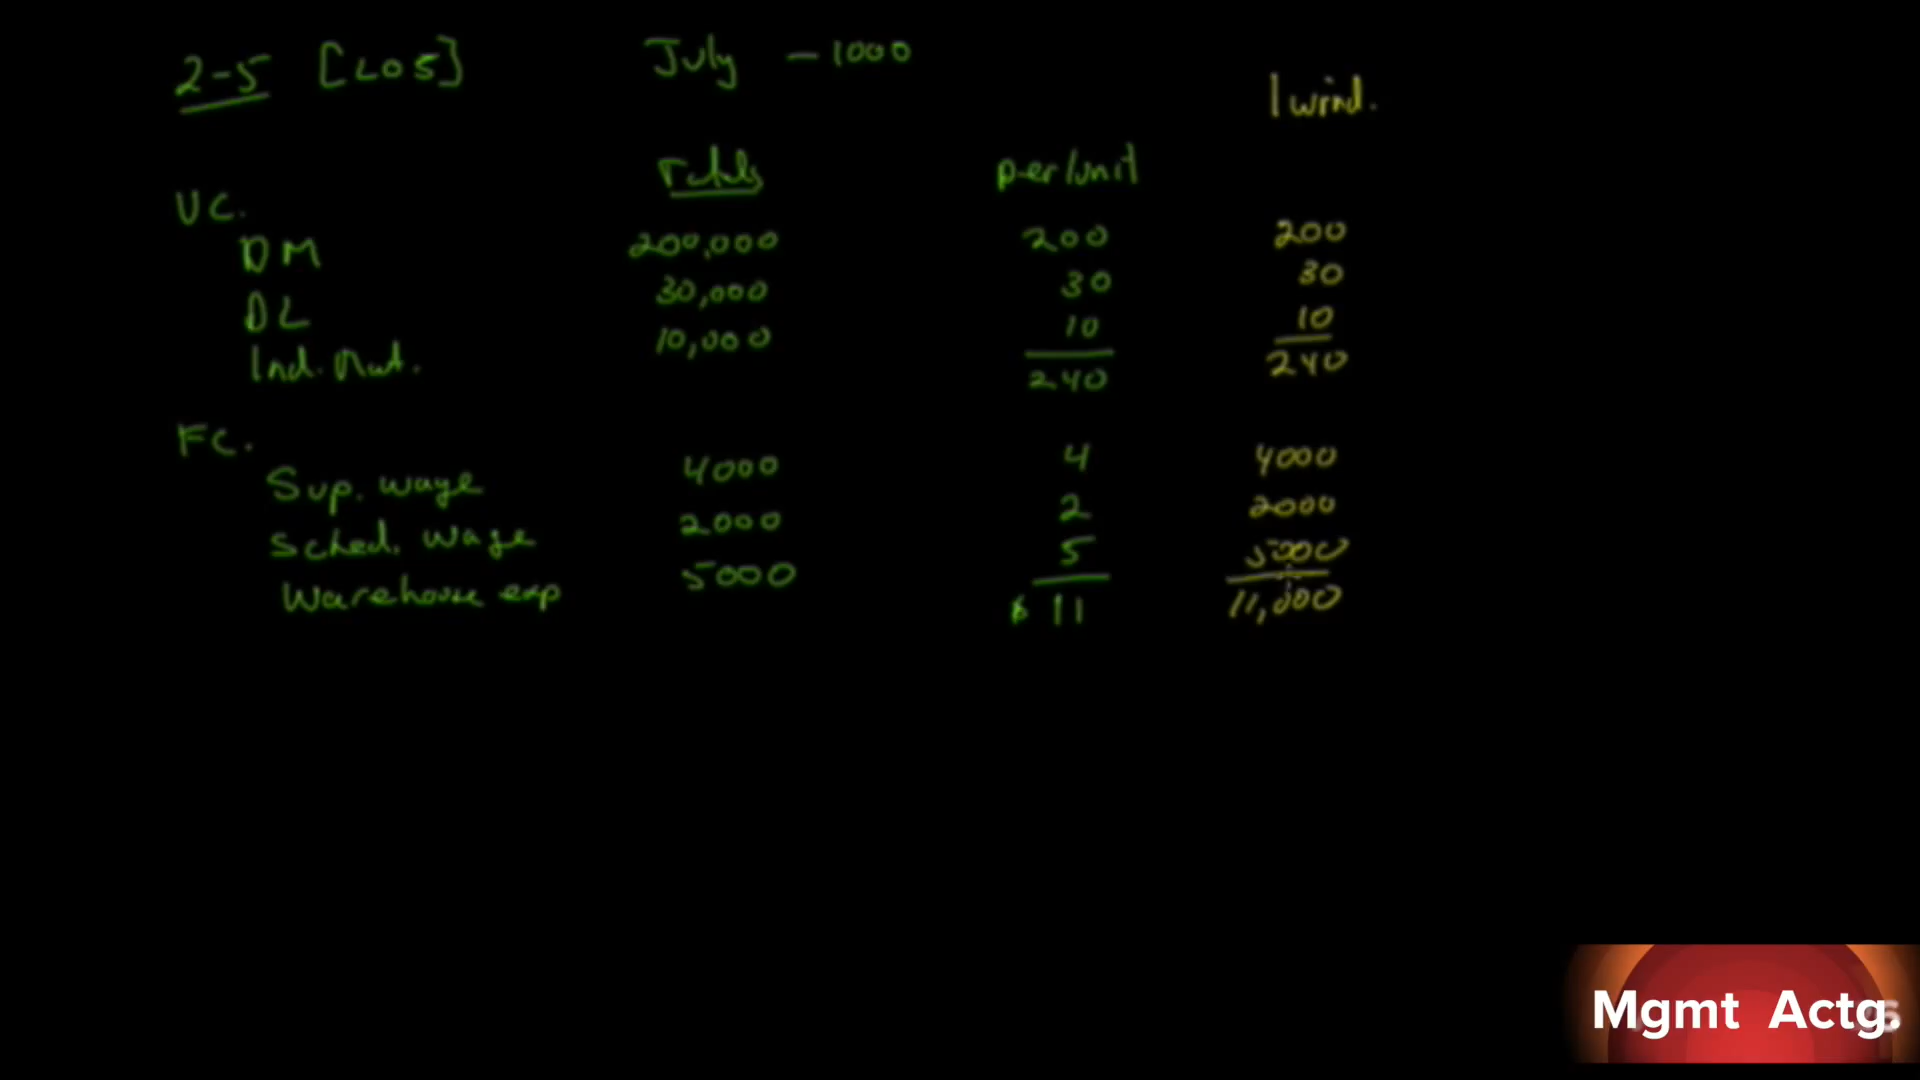 2-5 [LO5] July - 1000
1 wind.
Totals per/unit
VC.
DM 200,000 200 200
DL 30,000 30 30
Ind. Mat. 10,000 10 10
240 240
FC.
Sup. wage 4000 4 4000
Sched. wage 2000 2 2000
Warehouse exp 5000 5 5000
$ 11 11,000
Mgmt Actg.